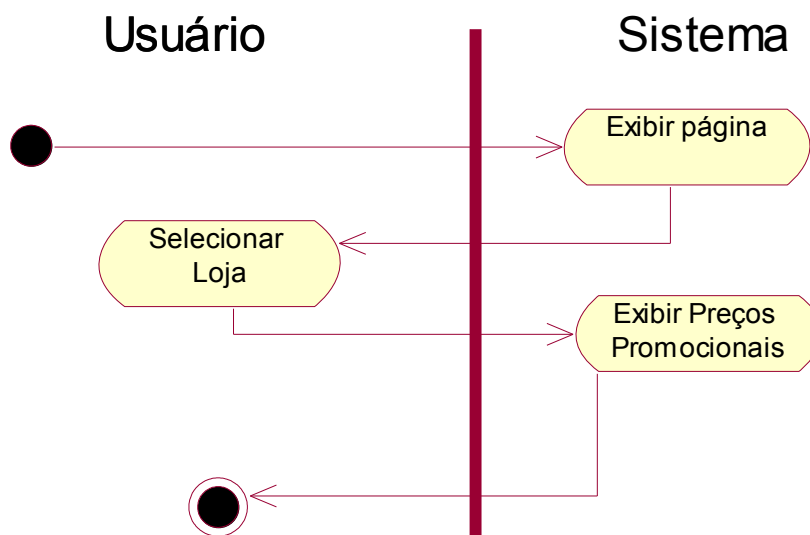 Usuário
Sistema
Exibir página
Selecionar
Loja
Exibir Preços
Promocionais